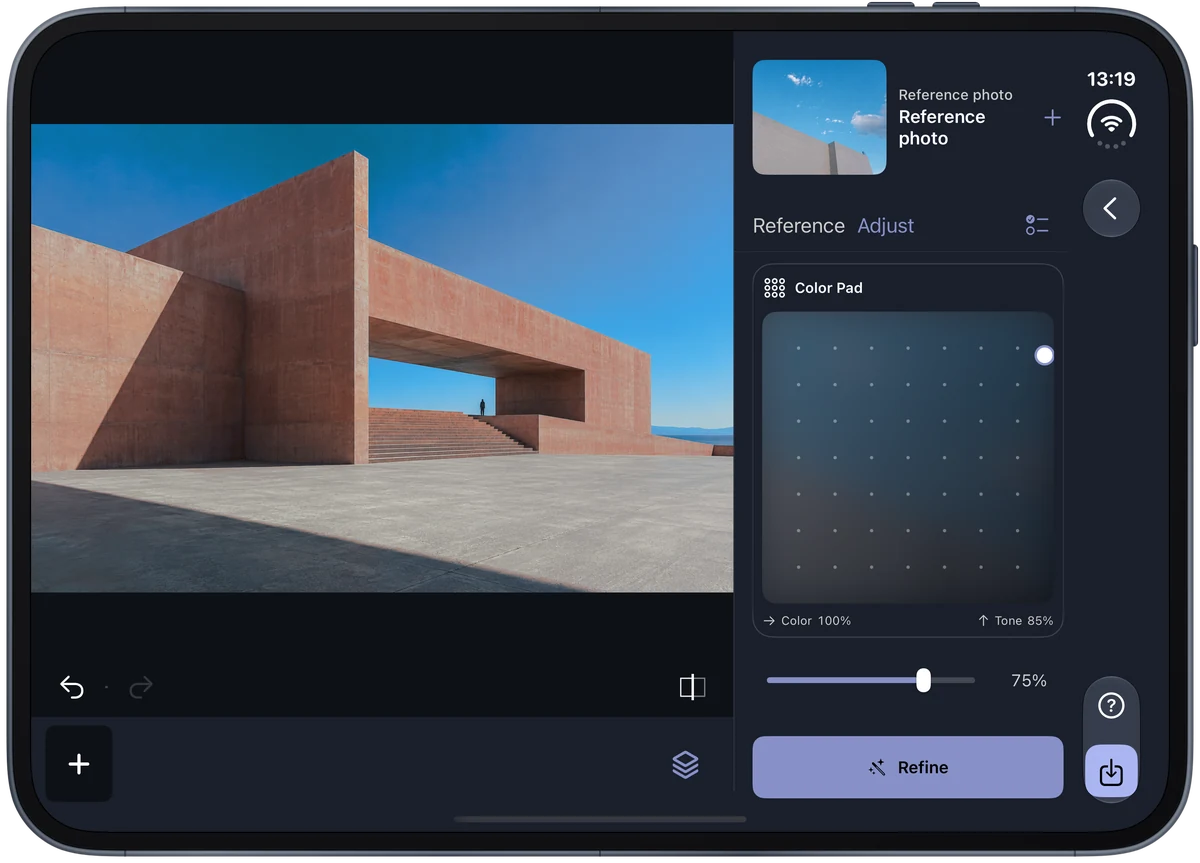 Reference photo
Reference
photo
13:19
Reference Adjust
Color Pad
→ Color 100%
↑ Tone 85%
75%
Refine